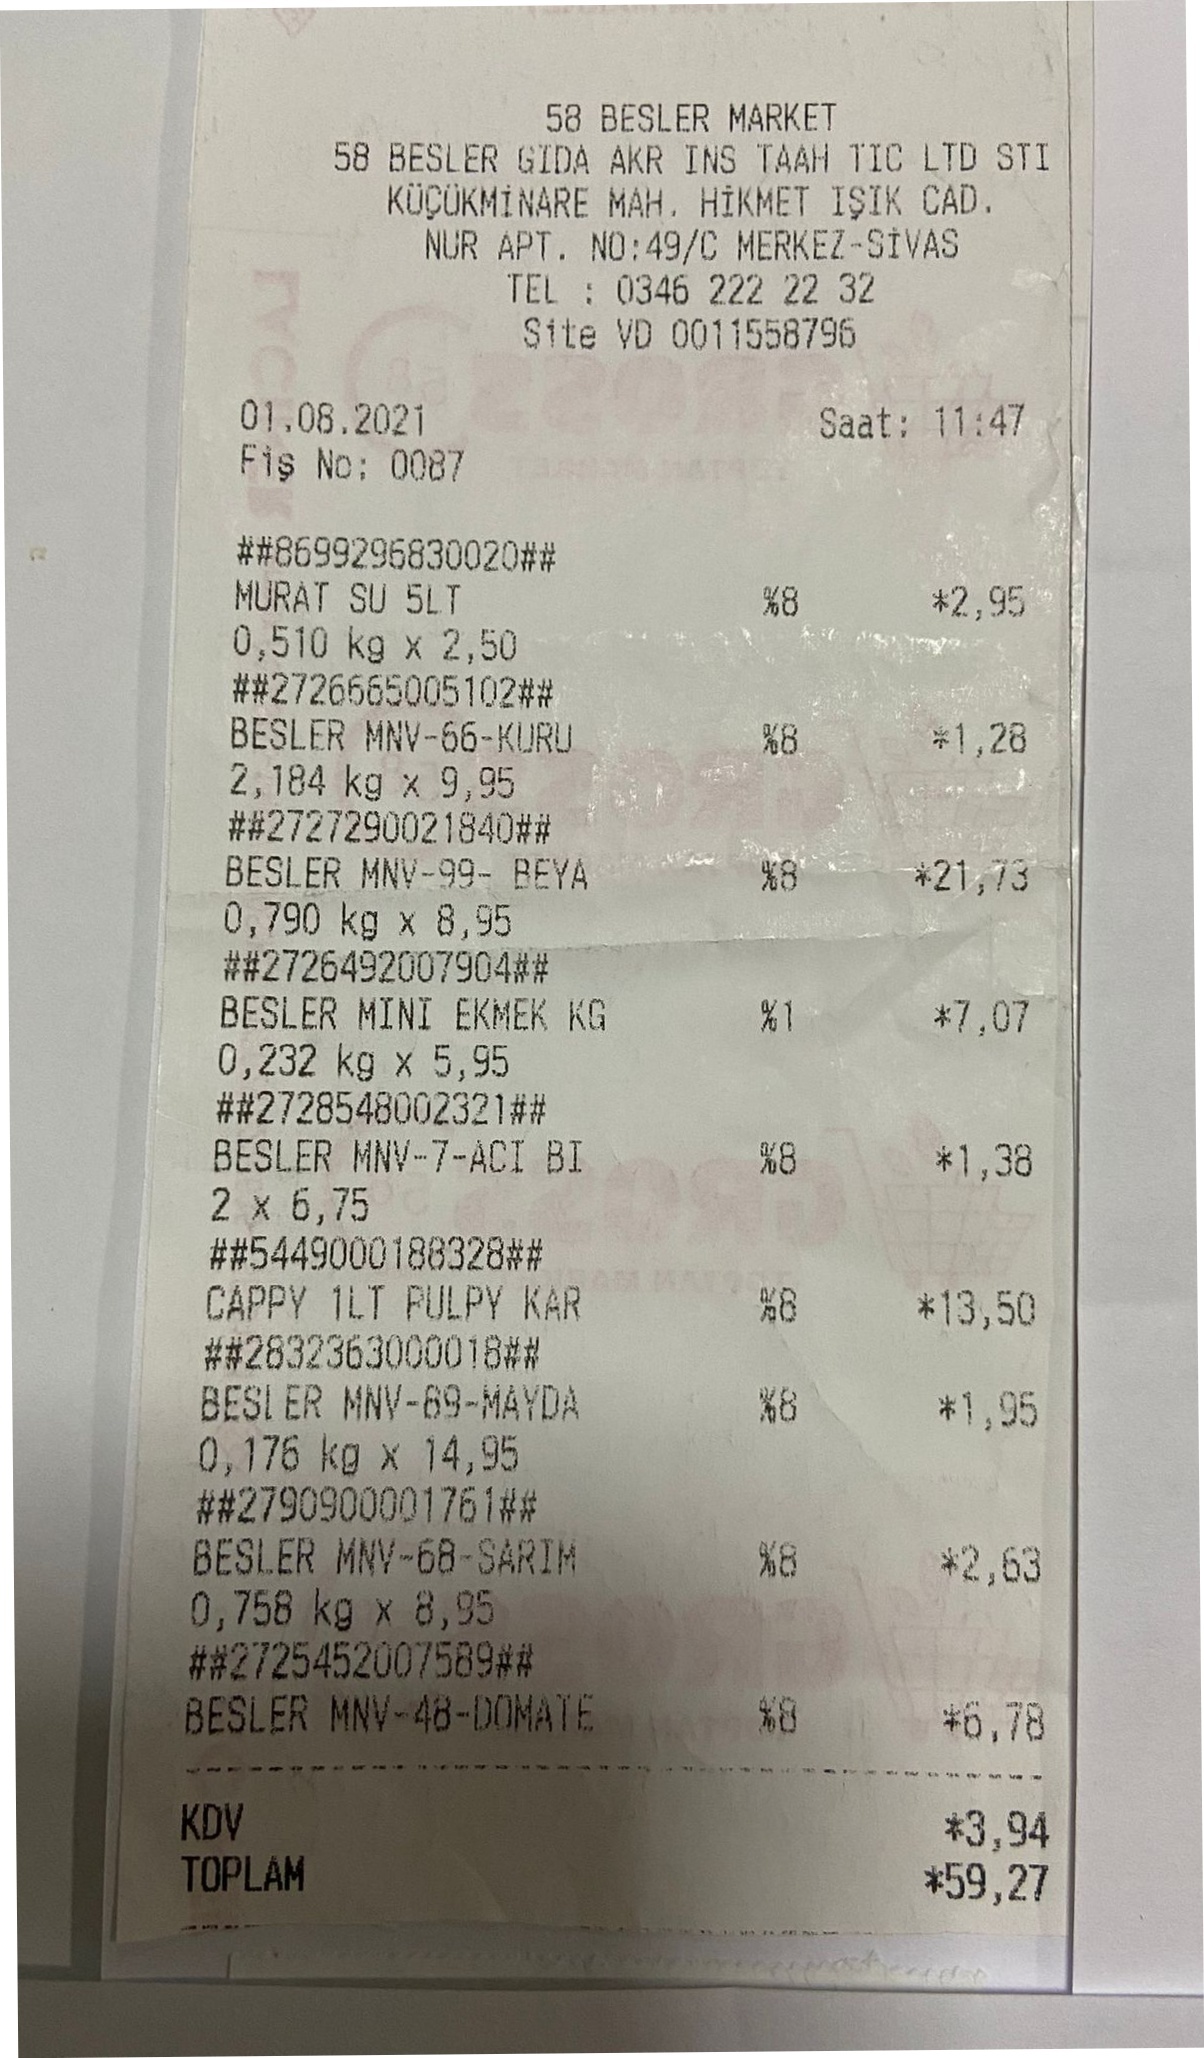 58 BESLER MARKET
58 BESLER GIDA AKR INS TAAH TIC LTD STI
KÜÇÜKMİNARE MAH. HİKMET IŞIK CAD.
NUR APT. NO:49/C MERKEZ-SİVAS
TEL : 0346 222 22 32
Site VD 0011558796
01.08.2021 Saat: 11:47
Fiş No: 0087
##8699296830020##
MURAT SU 5LT %8 *2,95
0,510 kg x 2,50
##2726665005102##
BESLER MNV-66-KURU %8 *1,28
2,184 kg x 9,95
##2727290021840##
BESLER MNV-99- BEYA %8 *21,73
0,790 kg x 8,95
##2726492007904##
BESLER MINI EKMEK KG %1 *7,07
0,232 kg x 5,95
##2728548002321##
BESLER MNV-7-ACI BI %8 *1,38
2 x 6,75
##5449000188328##
CAPPY 1LT PULPY KAR %8 *13,50
##2832363000018##
BESLER MNV-89-MAYDA %8 *1,95
0,176 kg x 14,95
##2790900001761##
BESLER MNV-68-SARIM %8 *2,63
0,758 kg x 8,95
##2725452007589##
BESLER MNV-48-DOMATE %8 *6,78
KDV *3,94
TOPLAM *59,27